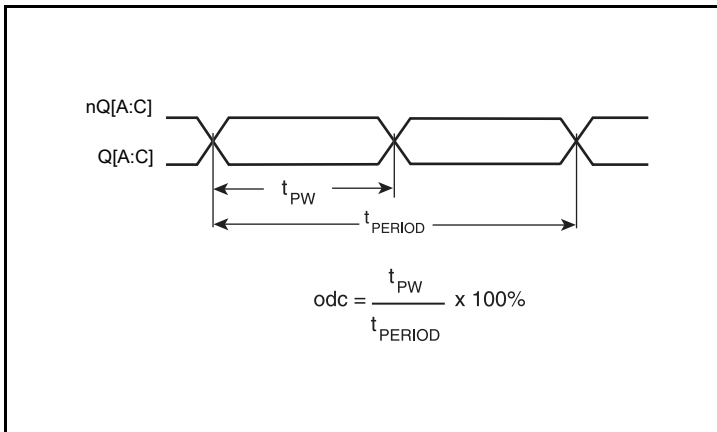 nQ[A:C]
Q[A:C]
tPW
tPERIOD
odc = tPW / tPERIOD x 100%